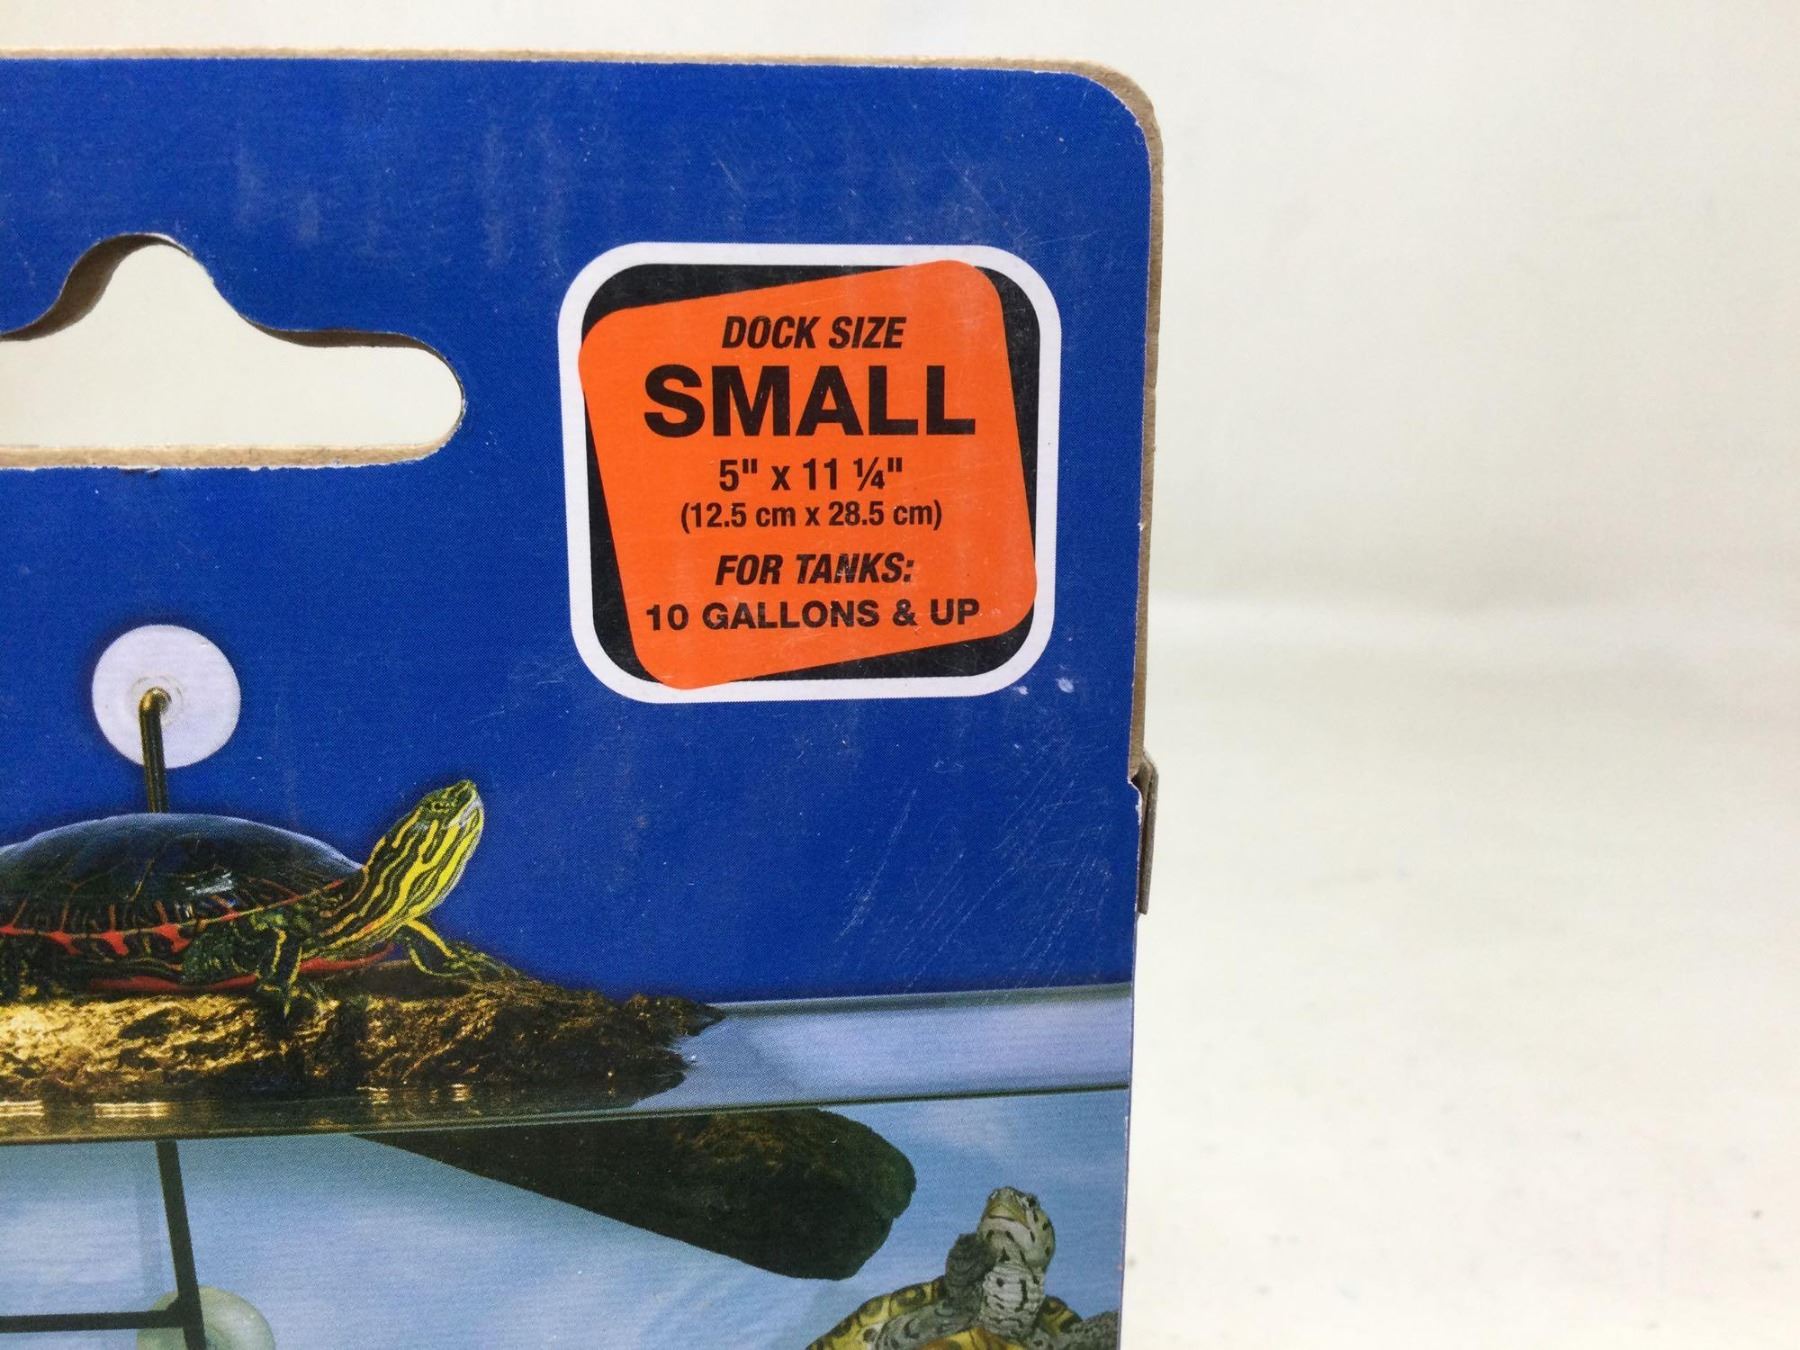 DOCK SIZE
SMALL
5" x 11 ¼"
(12.5 cm x 28.5 cm)
FOR TANKS:
10 GALLONS & UP